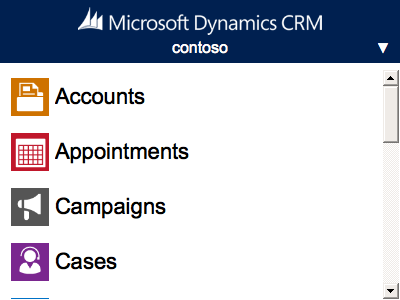 Microsoft Dynamics CRM
contoso
Accounts
Appointments
Campaigns
Cases